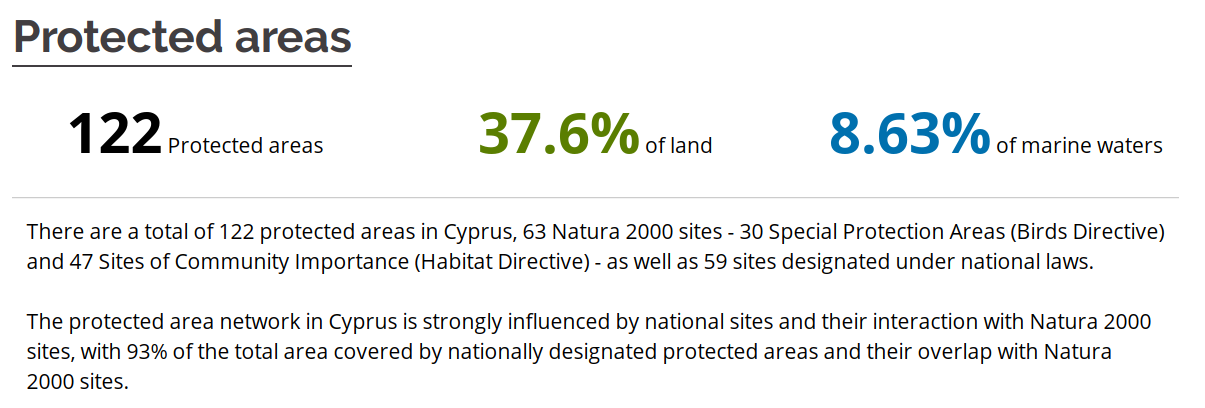 Protected areas
122 Protected areas 37.6% of land 8.63% of marine waters
There are a total of 122 protected areas in Cyprus, 63 Natura 2000 sites - 30 Special Protection Areas (Birds Directive)
and 47 Sites of Community Importance (Habitat Directive) - as well as 59 sites designated under national laws.
The protected area network in Cyprus is strongly influenced by national sites and their interaction with Natura 2000
sites, with 93% of the total area covered by nationally designated protected areas and their overlap with Natura
2000 sites.